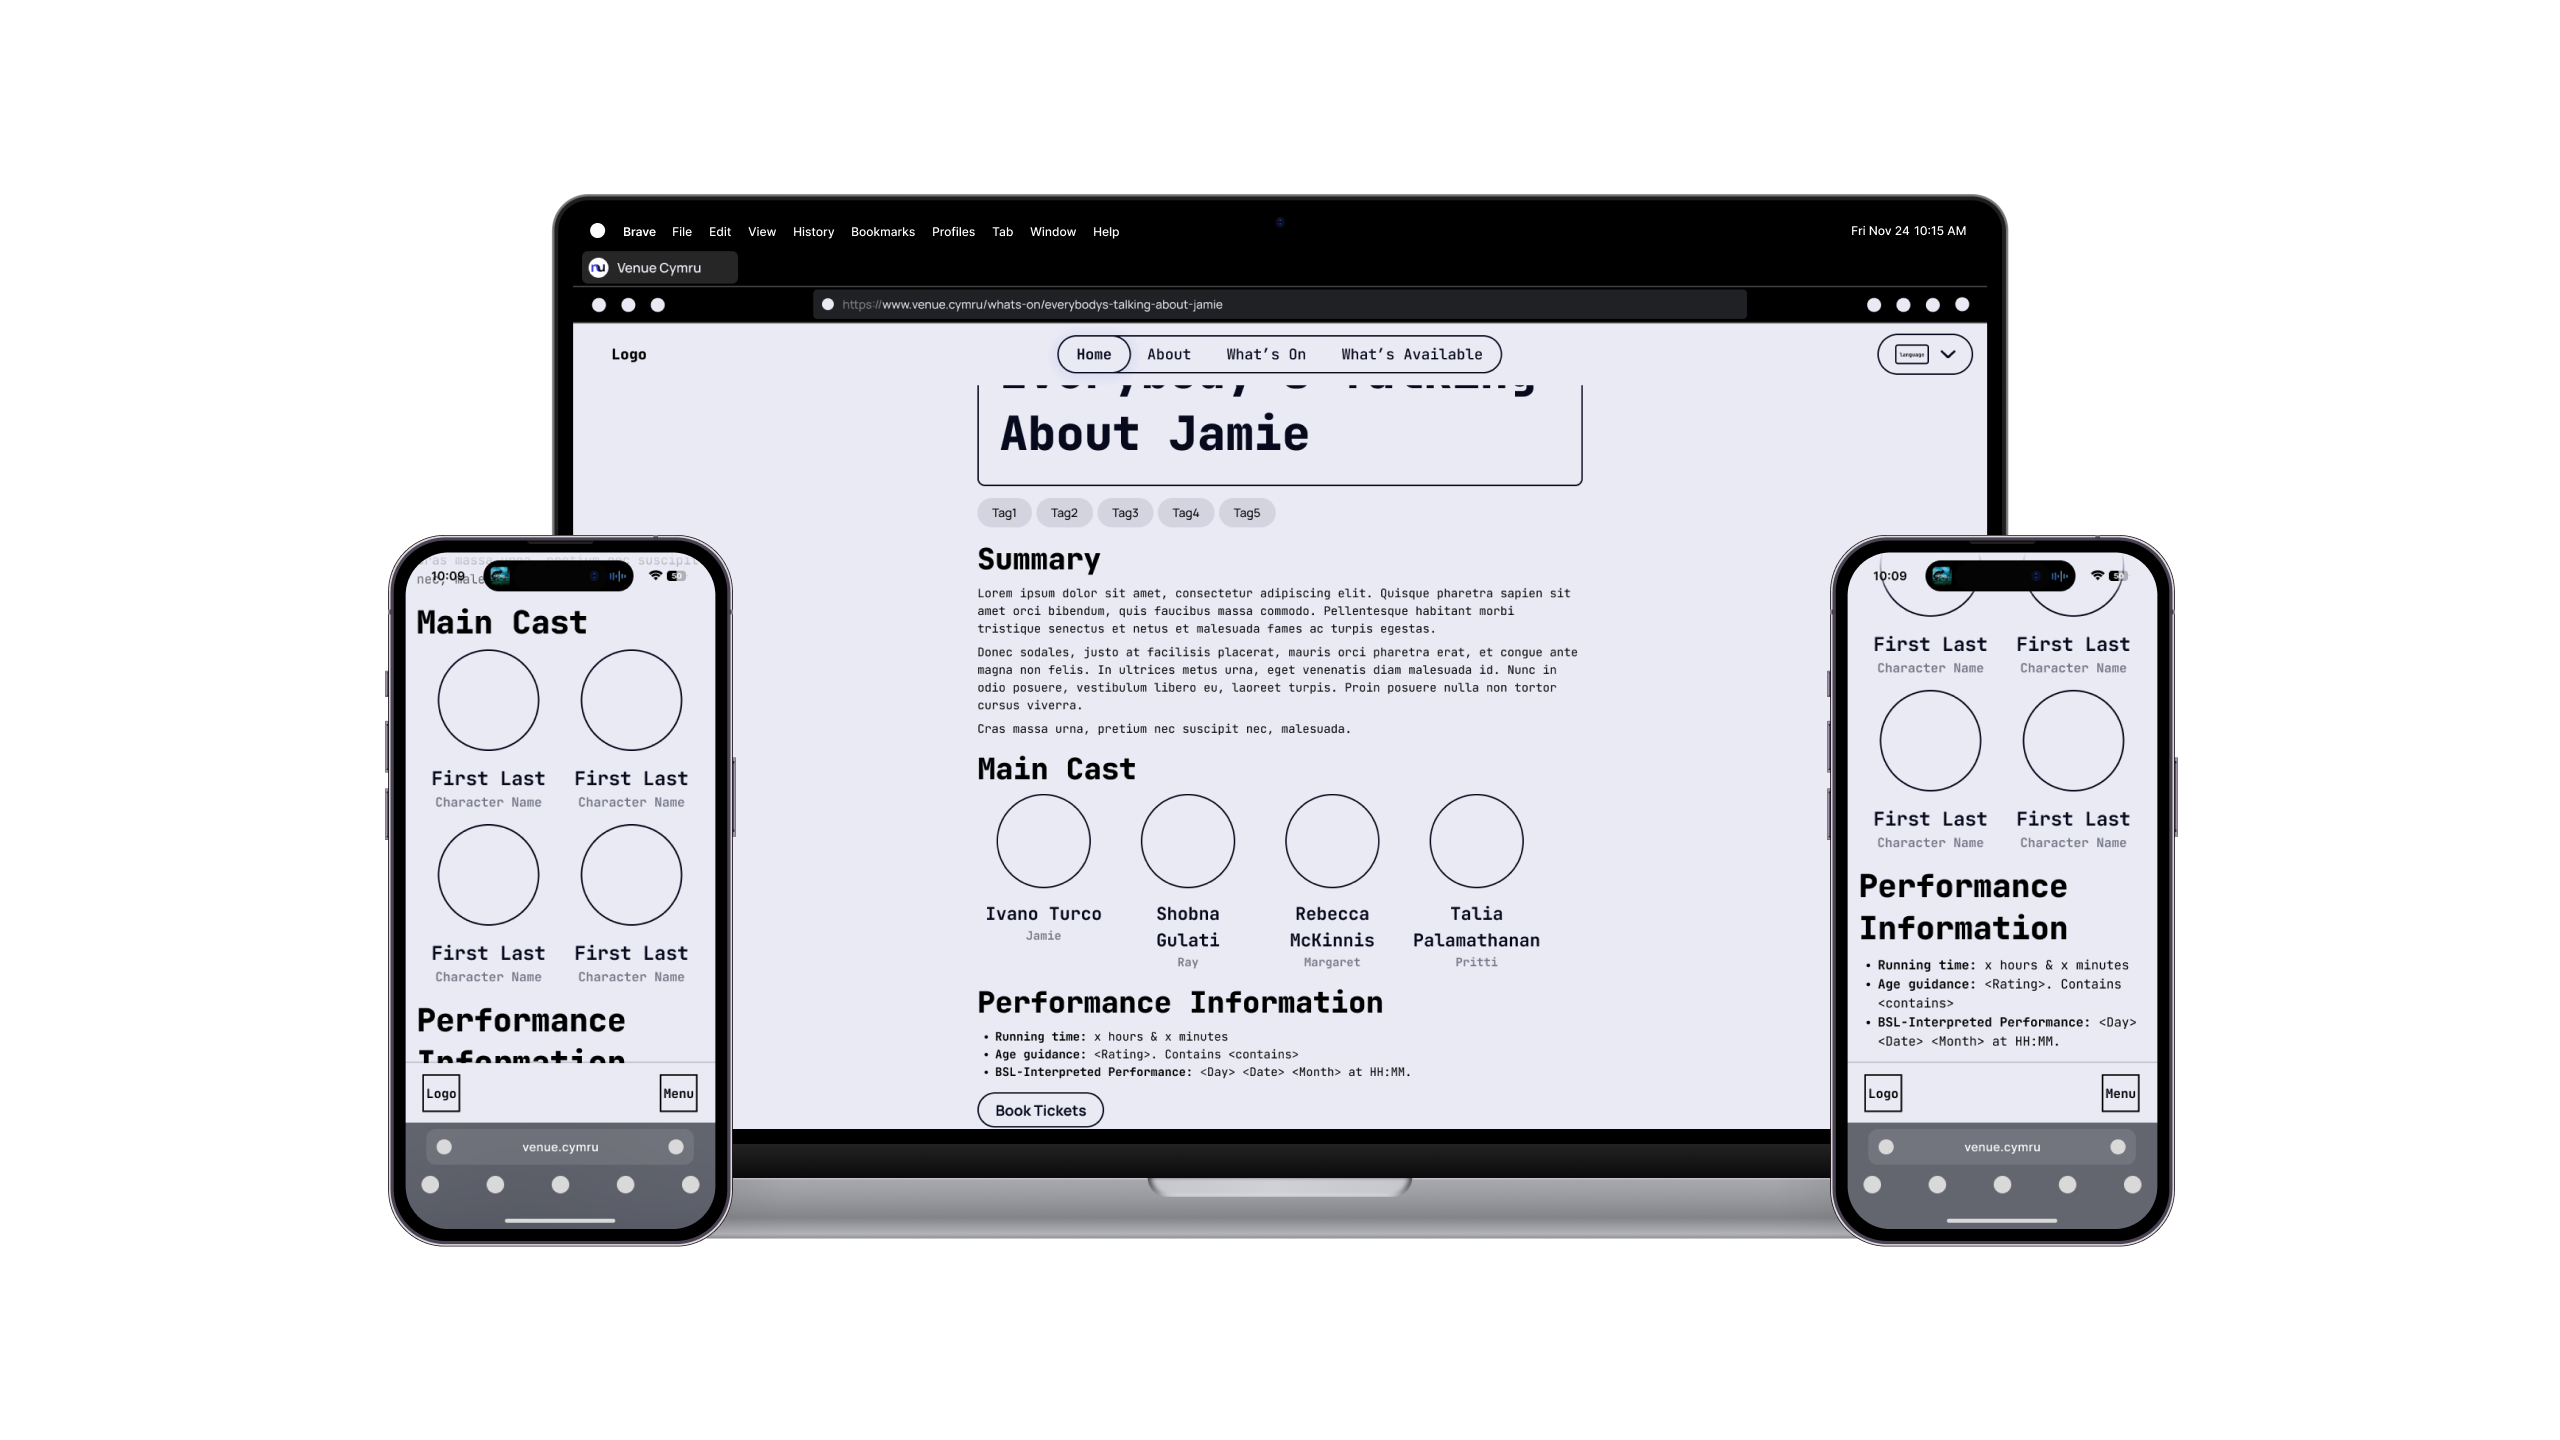 Brave File Edit View History Bookmarks Profiles Tab Window Help
Fri Nov 24 10:15 AM
Venue Cymru
https://www.venue.cymru/whats-on/everybodys-talking-about-jamie
Logo
Home About What's On What's Available
language
Everybody's Talking
About Jamie
Tag1 Tag2 Tag3 Tag4 Tag5
Summary
Lorem ipsum dolor sit amet, consectetur adipiscing elit. Quisque pharetra sapien sit
amet orci bibendum, quis faucibus massa commodo. Pellentesque habitant morbi
tristique senectus et netus et malesuada fames ac turpis egestas.
Donec sodales, justo at facilisis placerat, mauris orci pharetra erat, et congue ante
magna non felis. In ultrices metus urna, eget venenatis diam malesuada id. Nunc in
odio posuere, vestibulum libero eu, laoreet turpis. Proin posuere nulla non tortor
cursus viverra.
Cras massa urna, pretium nec suscipit nec, malesuada.
Main Cast
Ivano Turco
Jamie
Shobna
Gulati
Ray
Rebecca
McKinnis
Margaret
Talia
Palamathanan
Pritti
Performance Information
• Running time: x hours & x minutes
• Age guidance: <Rating>. Contains <contains>
• BSL-Interpreted Performance: <Day> <Date> <Month> at HH:MM.
Book Tickets
Cras massa urna, pretium nec suscipit
nec, male
10:09
50
Main Cast
First Last First Last
Character Name Character Name
First Last First Last
Character Name Character Name
Performance
Information
Logo
Menu
venue.cymru
10:09
50
First Last First Last
Character Name Character Name
First Last First Last
Character Name Character Name
Performance
Information
• Running time: x hours & x minutes
• Age guidance: <Rating>. Contains
<contains>
• BSL-Interpreted Performance: <Day>
<Date> <Month> at HH:MM.
Logo
Menu
venue.cymru